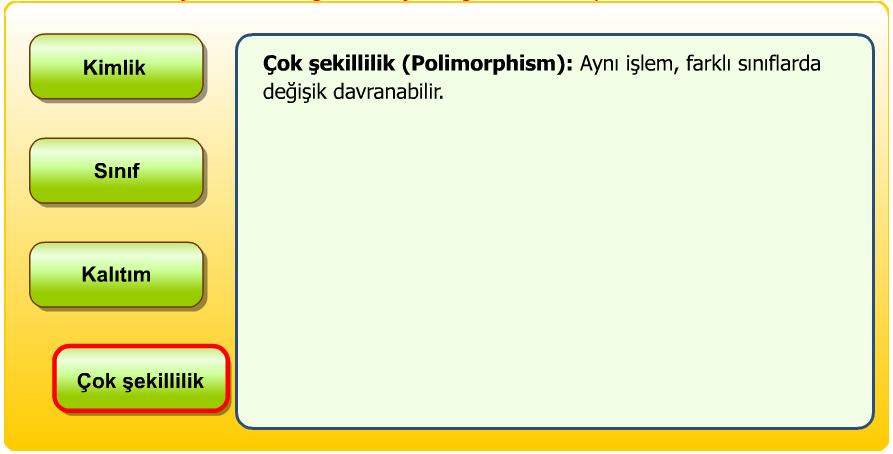 Kimlik
Sınıf
Kalıtım
Çok şekillilik
Çok şekillilik (Polimorphism): Aynı işlem, farklı sınıflarda
değişik davranabilir.